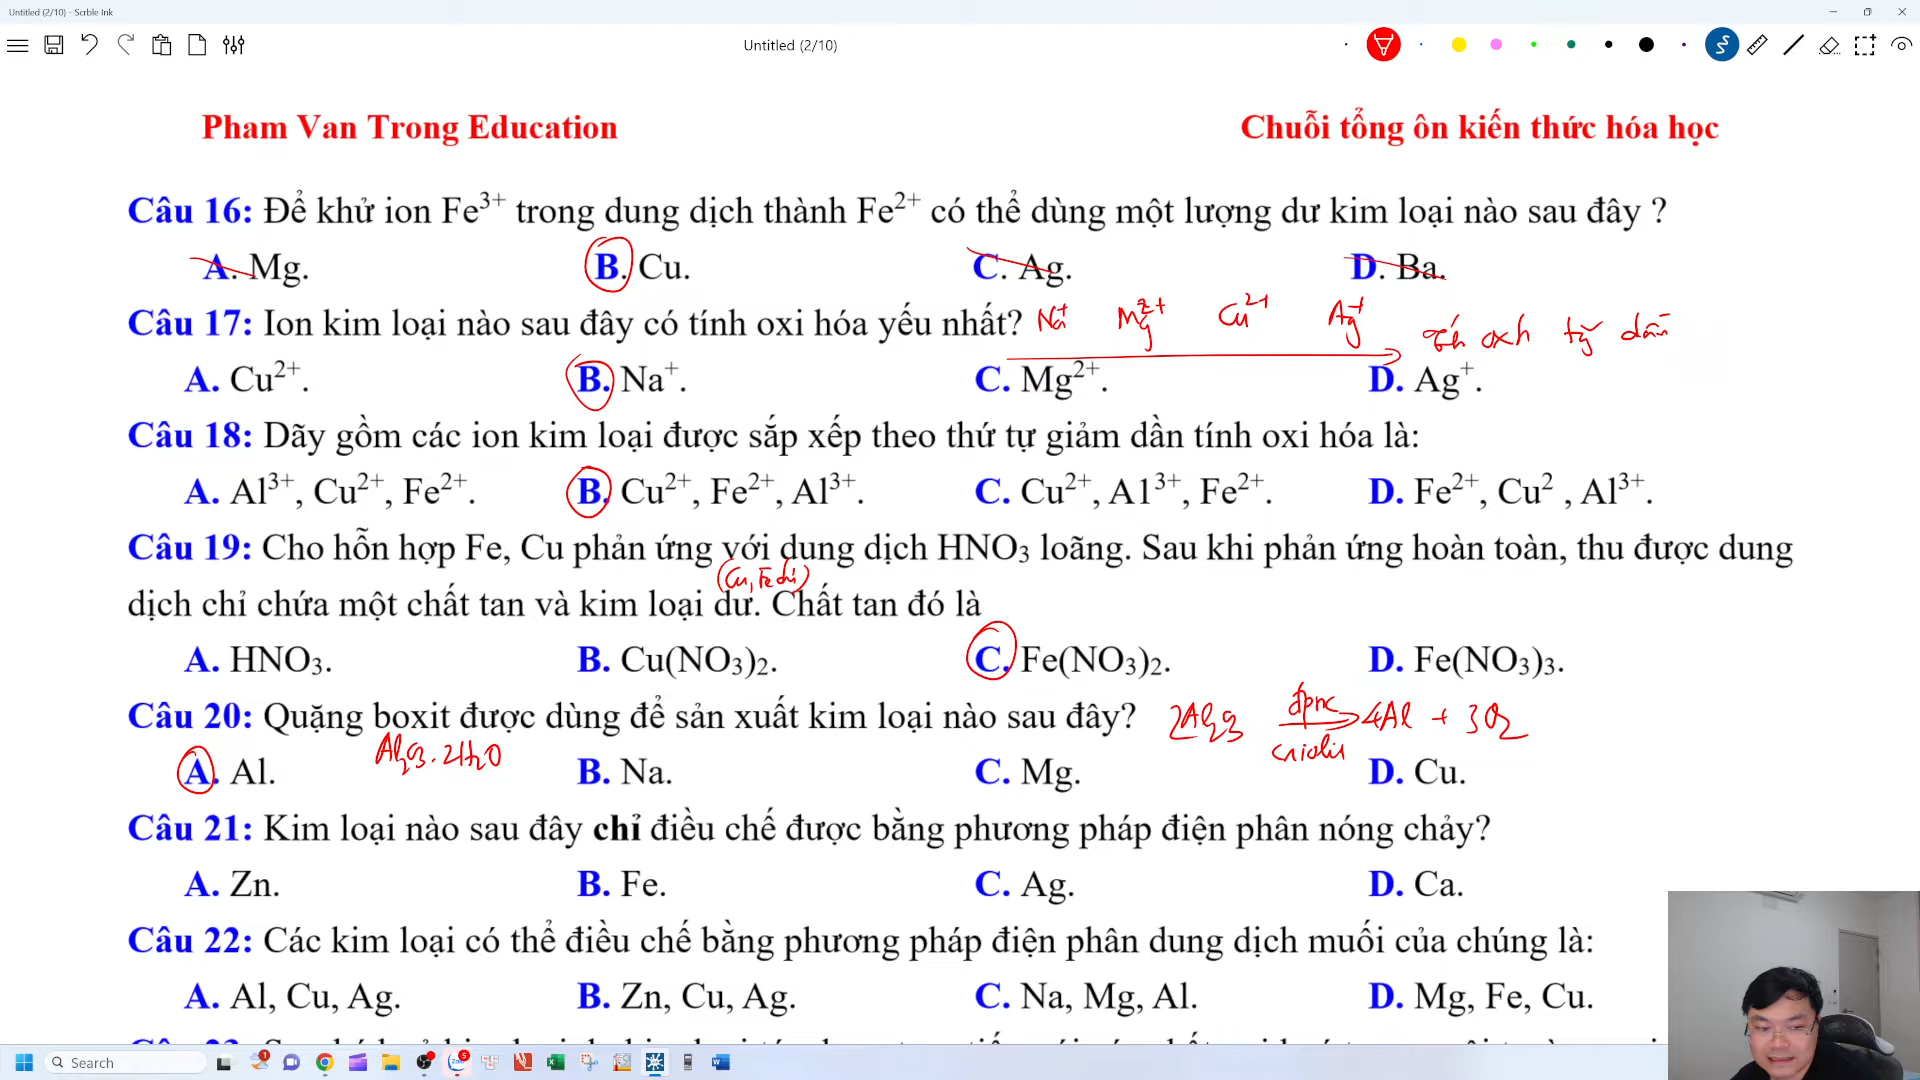 Untitled (2/10) - Scrble Ink
Untitled (2/10)
Pham Van Trong Education
Chuỗi tổng ôn kiến thức hóa học
Câu 16: Để khử ion Fe³⁺ trong dung dịch thành Fe²⁺ có thể dùng một lượng dư kim loại nào sau đây ?
A. Mg. B. Cu. C. Ag. D. Ba.
Câu 17: Ion kim loại nào sau đây có tính oxi hóa yếu nhất? Na⁺ Mg²⁺ Cu²⁺ Ag⁺
oxh dần
A. Cu²⁺. B. Na⁺. C. Mg²⁺. D. Ag⁺.
Câu 18: Dãy gồm các ion kim loại được sắp xếp theo thứ tự giảm dần tính oxi hóa là:
A. Al³⁺, Cu²⁺, Fe²⁺. B. Cu²⁺, Fe²⁺, Al³⁺. C. Cu²⁺, A1³⁺, Fe²⁺. D. Fe²⁺, Cu² , Al³⁺.
Câu 19: Cho hỗn hợp Fe, Cu phản ứng với dung dịch HNO₃ loãng. Sau khi phản ứng hoàn toàn, thu được dung
(Cu, Fe dư)
dịch chỉ chứa một chất tan và kim loại dư. Chất tan đó là
A. HNO₃. B. Cu(NO₃)₂. C. Fe(NO₃)₂. D. Fe(NO₃)₃.
Câu 20: Quặng boxit được dùng để sản xuất kim loại nào sau đây? 2Al₂O₃ đpnc criolit 4Al + 3O₂
Al₂O₃.2H₂O
A. Al. B. Na. C. Mg. D. Cu.
Câu 21: Kim loại nào sau đây chỉ điều chế được bằng phương pháp điện phân nóng chảy?
A. Zn. B. Fe. C. Ag. D. Ca.
Câu 22: Các kim loại có thể điều chế bằng phương pháp điện phân dung dịch muối của chúng là:
A. Al, Cu, Ag. B. Zn, Cu, Ag. C. Na, Mg, Al. D. Mg, Fe, Cu.
Search